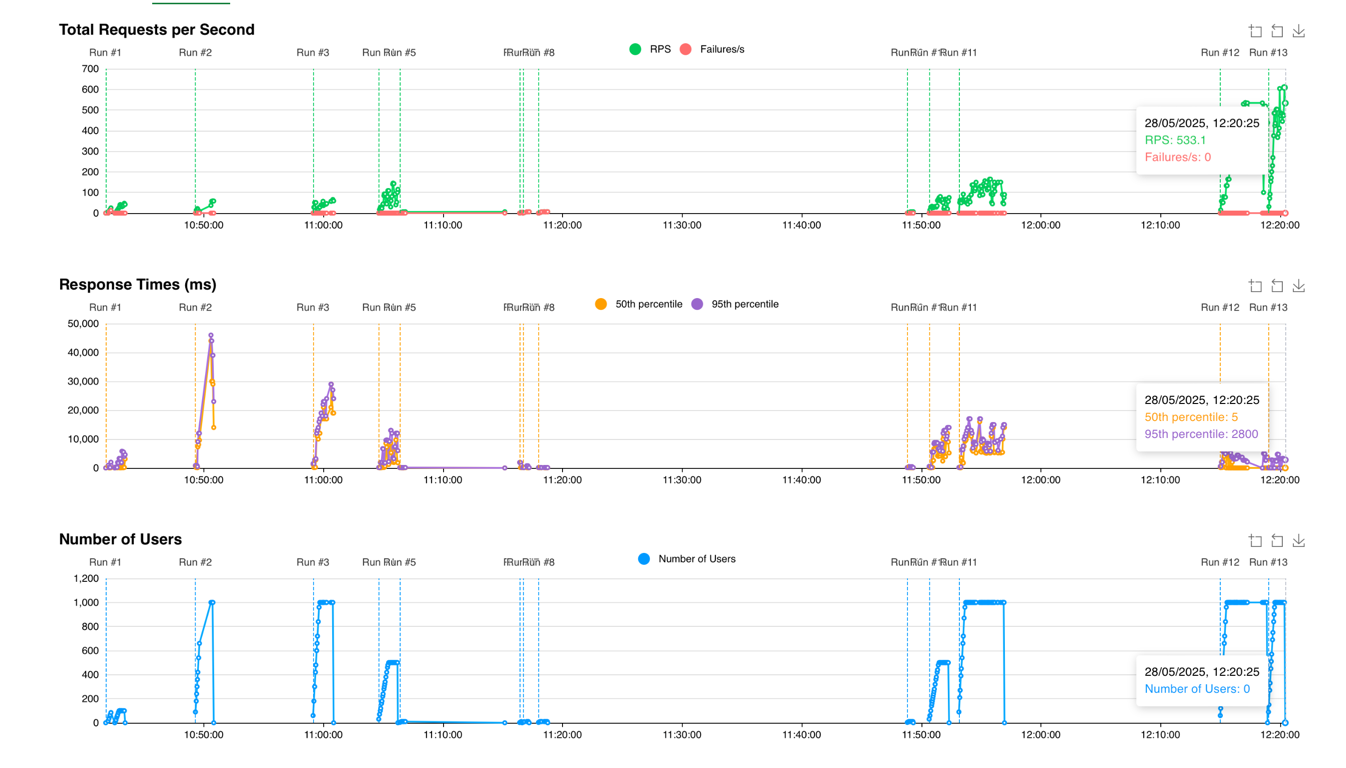 Total Requests per Second
Run #1 Run #2 Run #3 Run #5 Run #8 Run #11 Run #12 Run #13
RPS Failures/s
700
600
500
400
300
200
100
0
28/05/2025, 12:20:25
RPS: 533.1
Failures/s: 0
10:50:00 11:00:00 11:10:00 11:20:00 11:30:00 11:40:00 11:50:00 12:00:00 12:10:00 12:20:00
Response Times (ms)
Run #1 Run #2 Run #3 Run #5 Run #8 Run #11 Run #12 Run #13
50th percentile 95th percentile
50,000
40,000
30,000
20,000
10,000
0
28/05/2025, 12:20:25
50th percentile: 5
95th percentile: 2800
10:50:00 11:00:00 11:10:00 11:20:00 11:30:00 11:40:00 11:50:00 12:00:00 12:10:00 12:20:00
Number of Users
Run #1 Run #2 Run #3 Run #5 Run #8 Run #11 Run #12 Run #13
Number of Users
1,200
1,000
800
600
400
200
0
28/05/2025, 12:20:25
Number of Users: 0
10:50:00 11:00:00 11:10:00 11:20:00 11:30:00 11:40:00 11:50:00 12:00:00 12:10:00 12:20:00